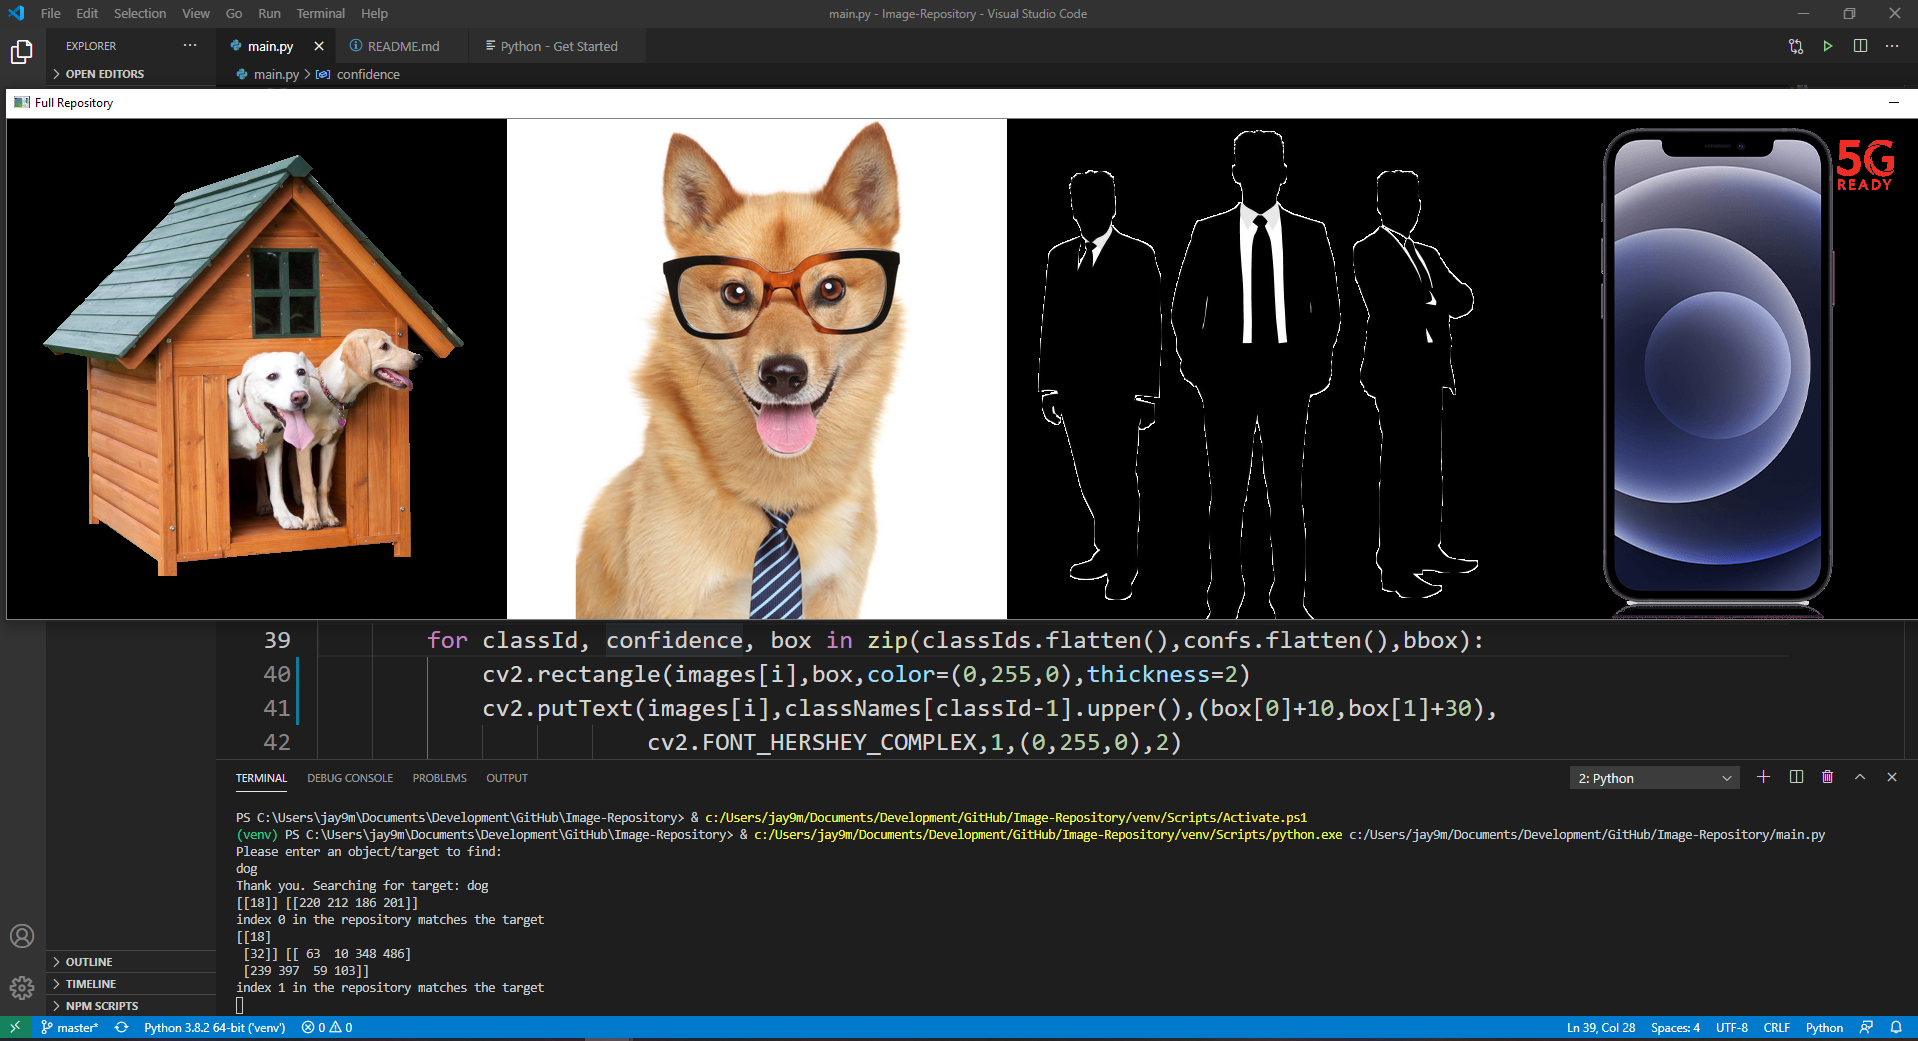 File Edit Selection View Go Run Terminal Help
main.py - Image-Repository - Visual Studio Code
EXPLORER ···
main.py
README.md
Python - Get Started
OPEN EDITORS
main.py > confidence
Full Repository
5G
READY
39 for classId, confidence, box in zip(classIds.flatten(),confs.flatten(),bbox):
40 cv2.rectangle(images[i],box,color=(0,255,0),thickness=2)
41 cv2.putText(images[i],classNames[classId-1].upper(),(box[0]+10,box[1]+30),
42 cv2.FONT_HERSHEY_COMPLEX,1,(0,255,0),2)
TERMINAL DEBUG CONSOLE PROBLEMS OUTPUT
2: Python
PS C:\Users\jay9m\Documents\Development\GitHub\Image-Repository> & c:/Users/jay9m/Documents/Development/GitHub/Image-Repository/venv/Scripts/Activate.ps1
(venv) PS C:\Users\jay9m\Documents\Development\GitHub\Image-Repository> & c:/Users/jay9m/Documents/Development/GitHub/Image-Repository/venv/Scripts/python.exe c:/Users/jay9m/Documents/Development/GitHub/Image-Repository/main.py
Please enter an object/target to find:
dog
Thank you. Searching for target: dog
[[18]] [[220 212 186 201]]
index 0 in the repository matches the target
[[18]
[32]] [[ 63  10 348 486]
[239 397  59 103]]
index 1 in the repository matches the target
OUTLINE
TIMELINE
NPM SCRIPTS
master* Python 3.8.2 64-bit ('venv') 0 0
Ln 39, Col 28 Spaces: 4 UTF-8 CRLF Python